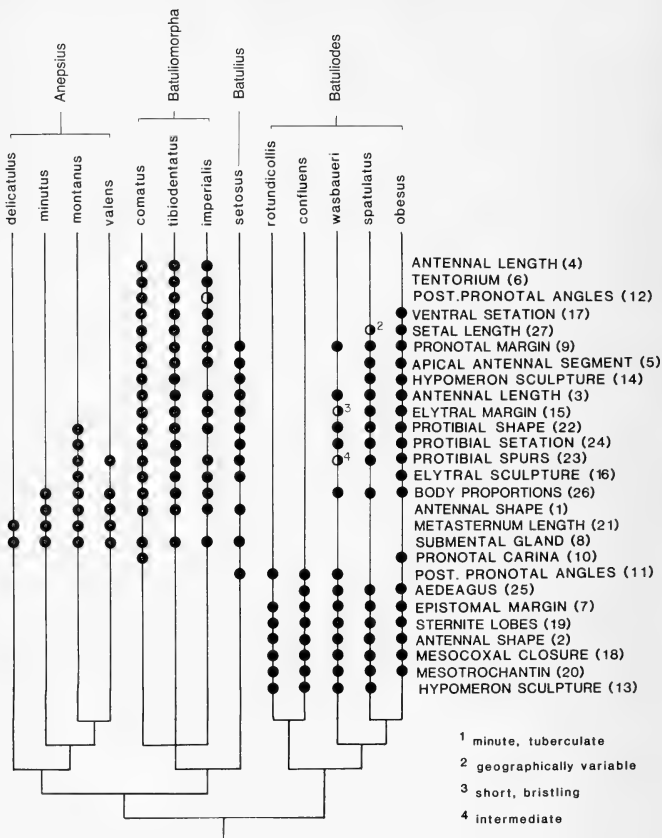 Anepsius
Batuliomorpha
Batulius
Batuliodes
delicatulus
minutus
montanus
valens
comatus
tibiodentatus
imperialis
setosus
rotundicollis
confluens
wasbaueri
spatulatus
obesus
ANTENNAL LENGTH (4)
TENTORIUM (6)
POST. PRONOTAL ANGLES (12)
VENTRAL SETATION (17)
2 SETAL LENGTH (27)
PRONOTAL MARGIN (9)
APICAL ANTENNAL SEGMENT (5)
HYPOMERON SCULPTURE (14)
ANTENNAL LENGTH (3)
3 ELYTRAL MARGIN (15)
PROTIBIAL SHAPE (22)
PROTIBIAL SETATION (24)
4 PROTIBIAL SPURS (23)
ELYTRAL SCULPTURE (16)
BODY PROPORTIONS (26)
ANTENNAL SHAPE (1)
METASTERNUM LENGTH (21)
SUBMENTAL GLAND (8)
PRONOTAL CARINA (10)
POST. PRONOTAL ANGLES (11)
AEDEAGUS (25)
EPISTOMAL MARGIN (7)
STERNITE LOBES (19)
ANTENNAL SHAPE (2)
MESOCOXAL CLOSURE (18)
MESOTROCHANTIN (20)
HYPOMERON SCULPTURE (13)
1 minute, tuberculate
2 geographically variable
3 short, bristling
4 intermediate